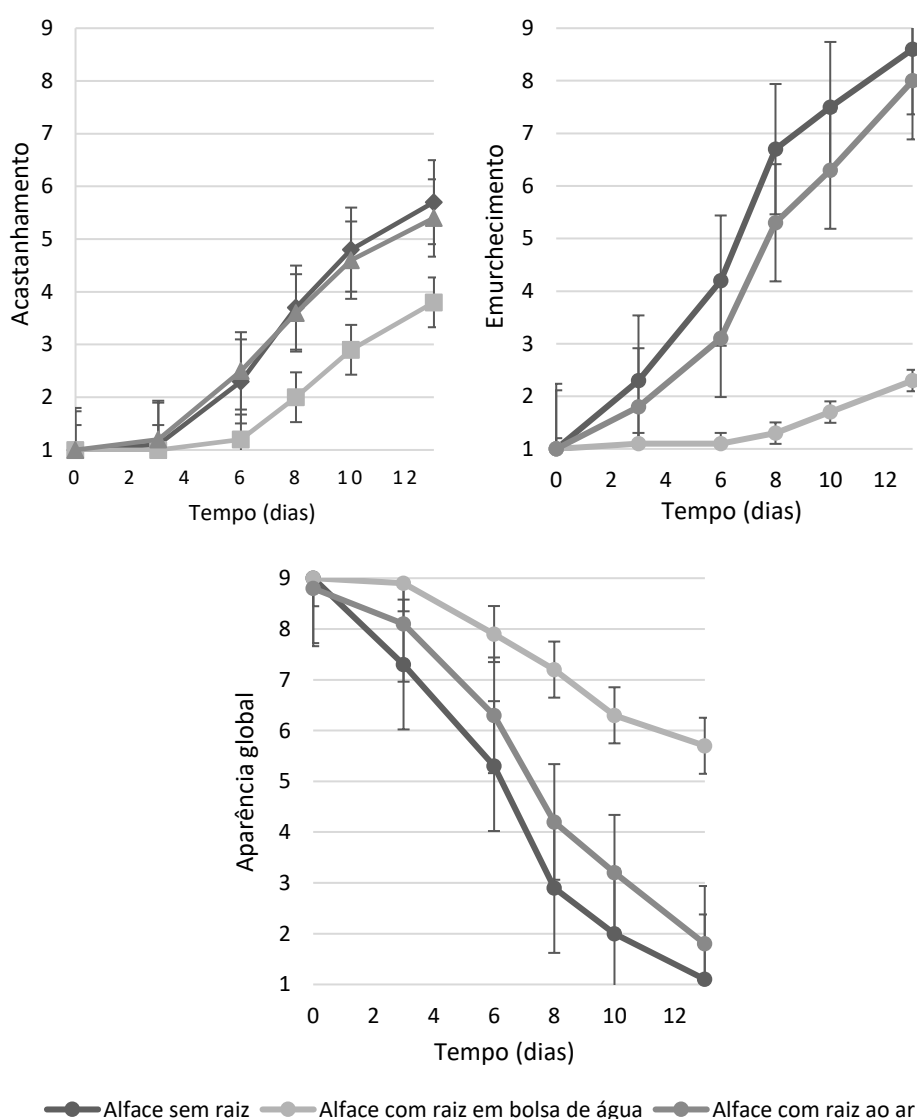 9
8
7
6
5
4
3
2
1
Acastanhamento
0 2 4 6 8 10 12
Tempo (dias)
9
8
7
6
5
4
3
2
1
Emurchecimento
0 2 4 6 8 10 12
Tempo (dias)
9
8
7
6
5
4
3
2
1
Aparência global
0 2 4 6 8 10 12
Tempo (dias)
Alface sem raiz Alface com raiz em bolsa de água Alface com raiz ao ar